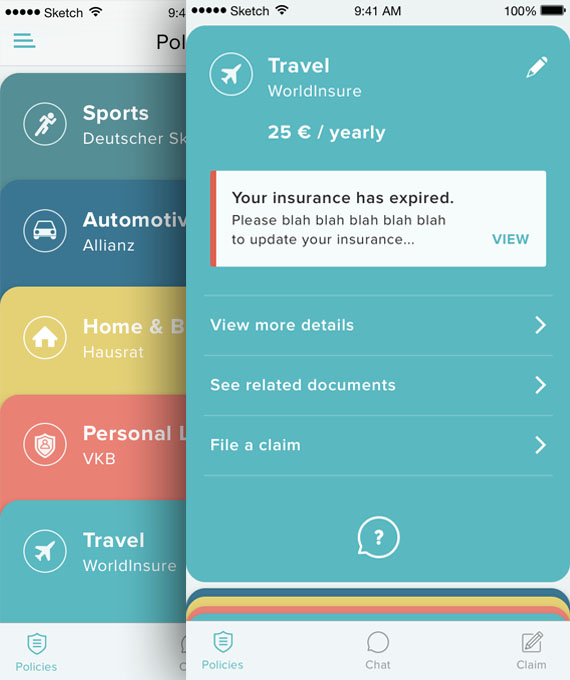 Sketch 9:4
Pol
Sports
Deutscher Sk
Automotiv
Allianz
Home & B
Hausrat
Personal L
VKB
Travel
WorldInsure
Policies
C
Sketch 9:41 AM 100%
Travel
WorldInsure
25 € / yearly
Your insurance has expired.
Please blah blah blah blah blah
to update your insurance...
VIEW
View more details
See related documents
File a claim
?
Policies Chat Claim